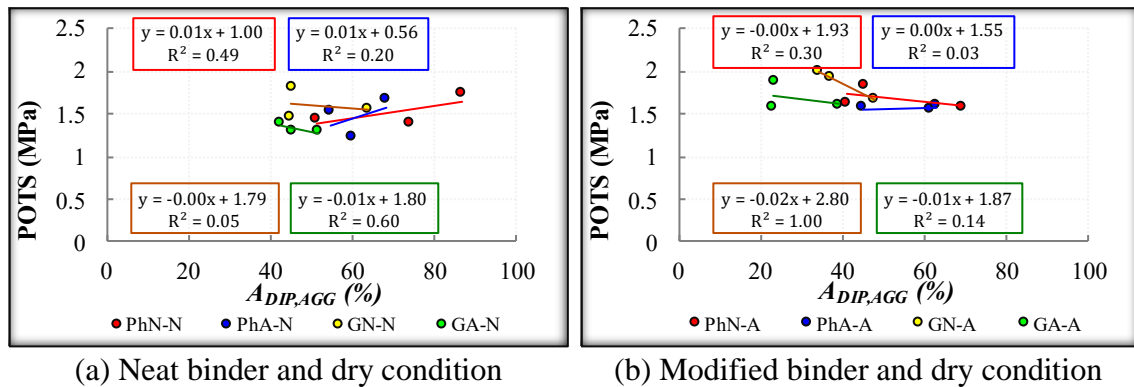 y = 0.01x + 1.00
R² = 0.49
y = 0.01x + 0.56
R² = 0.20
y = -0.00x + 1.79
R² = 0.05
y = -0.01x + 1.80
R² = 0.60
POTS (MPa)
2.5
2
1.5
1
0.5
0
0 20 40 60 80 100
A_DIP,AGG (%)
PhN-N PhA-N GN-N GA-N
(a) Neat binder and dry condition
y = -0.00x + 1.93
R² = 0.30
y = 0.00x + 1.55
R² = 0.03
y = -0.02x + 2.80
R² = 1.00
y = -0.01x + 1.87
R² = 0.14
POTS (MPa)
2.5
2
1.5
1
0.5
0
0 20 40 60 80 100
A_DIP,AGG (%)
PhN-A PhA-A GN-A GA-A
(b) Modified binder and dry condition